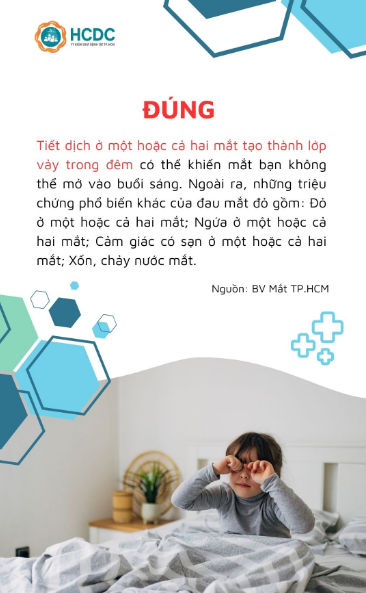 HCDC
ĐÚNG
Tiết dịch ở một hoặc cả hai mắt tạo thành lớp
vảy trong đêm có thể khiến mắt bạn không
thể mở vào buổi sáng. Ngoài ra, những triệu
chứng phổ biến khác của đau mắt đỏ gồm: Đỏ
ở một hoặc cả hai mắt; Ngứa ở một hoặc cả
hai mắt; Cảm giác có sạn ở một hoặc cả hai
mắt; Xốn, chảy nước mắt.
Nguồn: BV Mắt TP.HCM